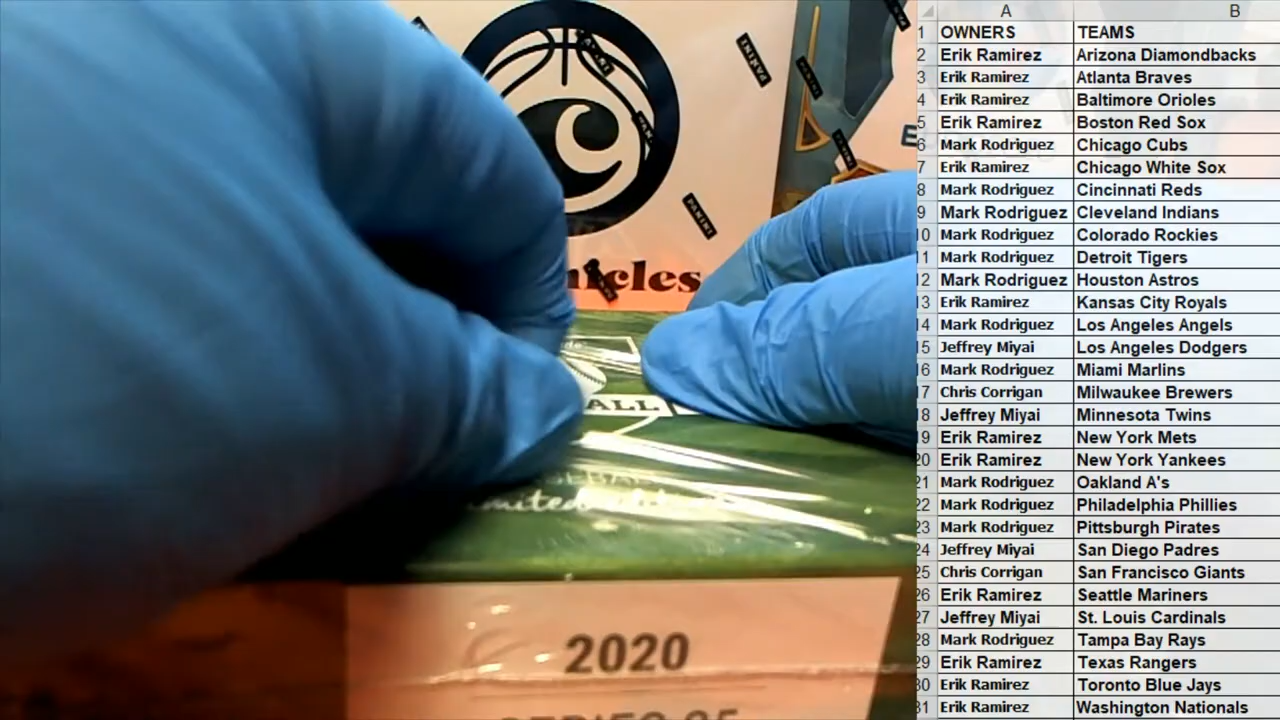 PANINI
PANINI
nicles
ALL
2020
A B
1 OWNERS TEAMS
2 Erik Ramirez Arizona Diamondbacks
3 Erik Ramirez Atlanta Braves
4 Erik Ramirez Baltimore Orioles
5 Erik Ramirez Boston Red Sox
6 Mark Rodriguez Chicago Cubs
7 Erik Ramirez Chicago White Sox
8 Mark Rodriguez Cincinnati Reds
9 Mark Rodriguez Cleveland Indians
10 Mark Rodriguez Colorado Rockies
11 Mark Rodriguez Detroit Tigers
12 Mark Rodriguez Houston Astros
13 Erik Ramirez Kansas City Royals
14 Mark Rodriguez Los Angeles Angels
15 Jeffrey Miyai Los Angeles Dodgers
16 Mark Rodriguez Miami Marlins
17 Chris Corrigan Milwaukee Brewers
18 Jeffrey Miyai Minnesota Twins
19 Erik Ramirez New York Mets
20 Erik Ramirez New York Yankees
21 Mark Rodriguez Oakland A's
22 Mark Rodriguez Philadelphia Phillies
23 Mark Rodriguez Pittsburgh Pirates
24 Jeffrey Miyai San Diego Padres
25 Chris Corrigan San Francisco Giants
26 Erik Ramirez Seattle Mariners
27 Jeffrey Miyai St. Louis Cardinals
28 Mark Rodriguez Tampa Bay Rays
29 Erik Ramirez Texas Rangers
30 Erik Ramirez Toronto Blue Jays
31 Erik Ramirez Washington Nationals